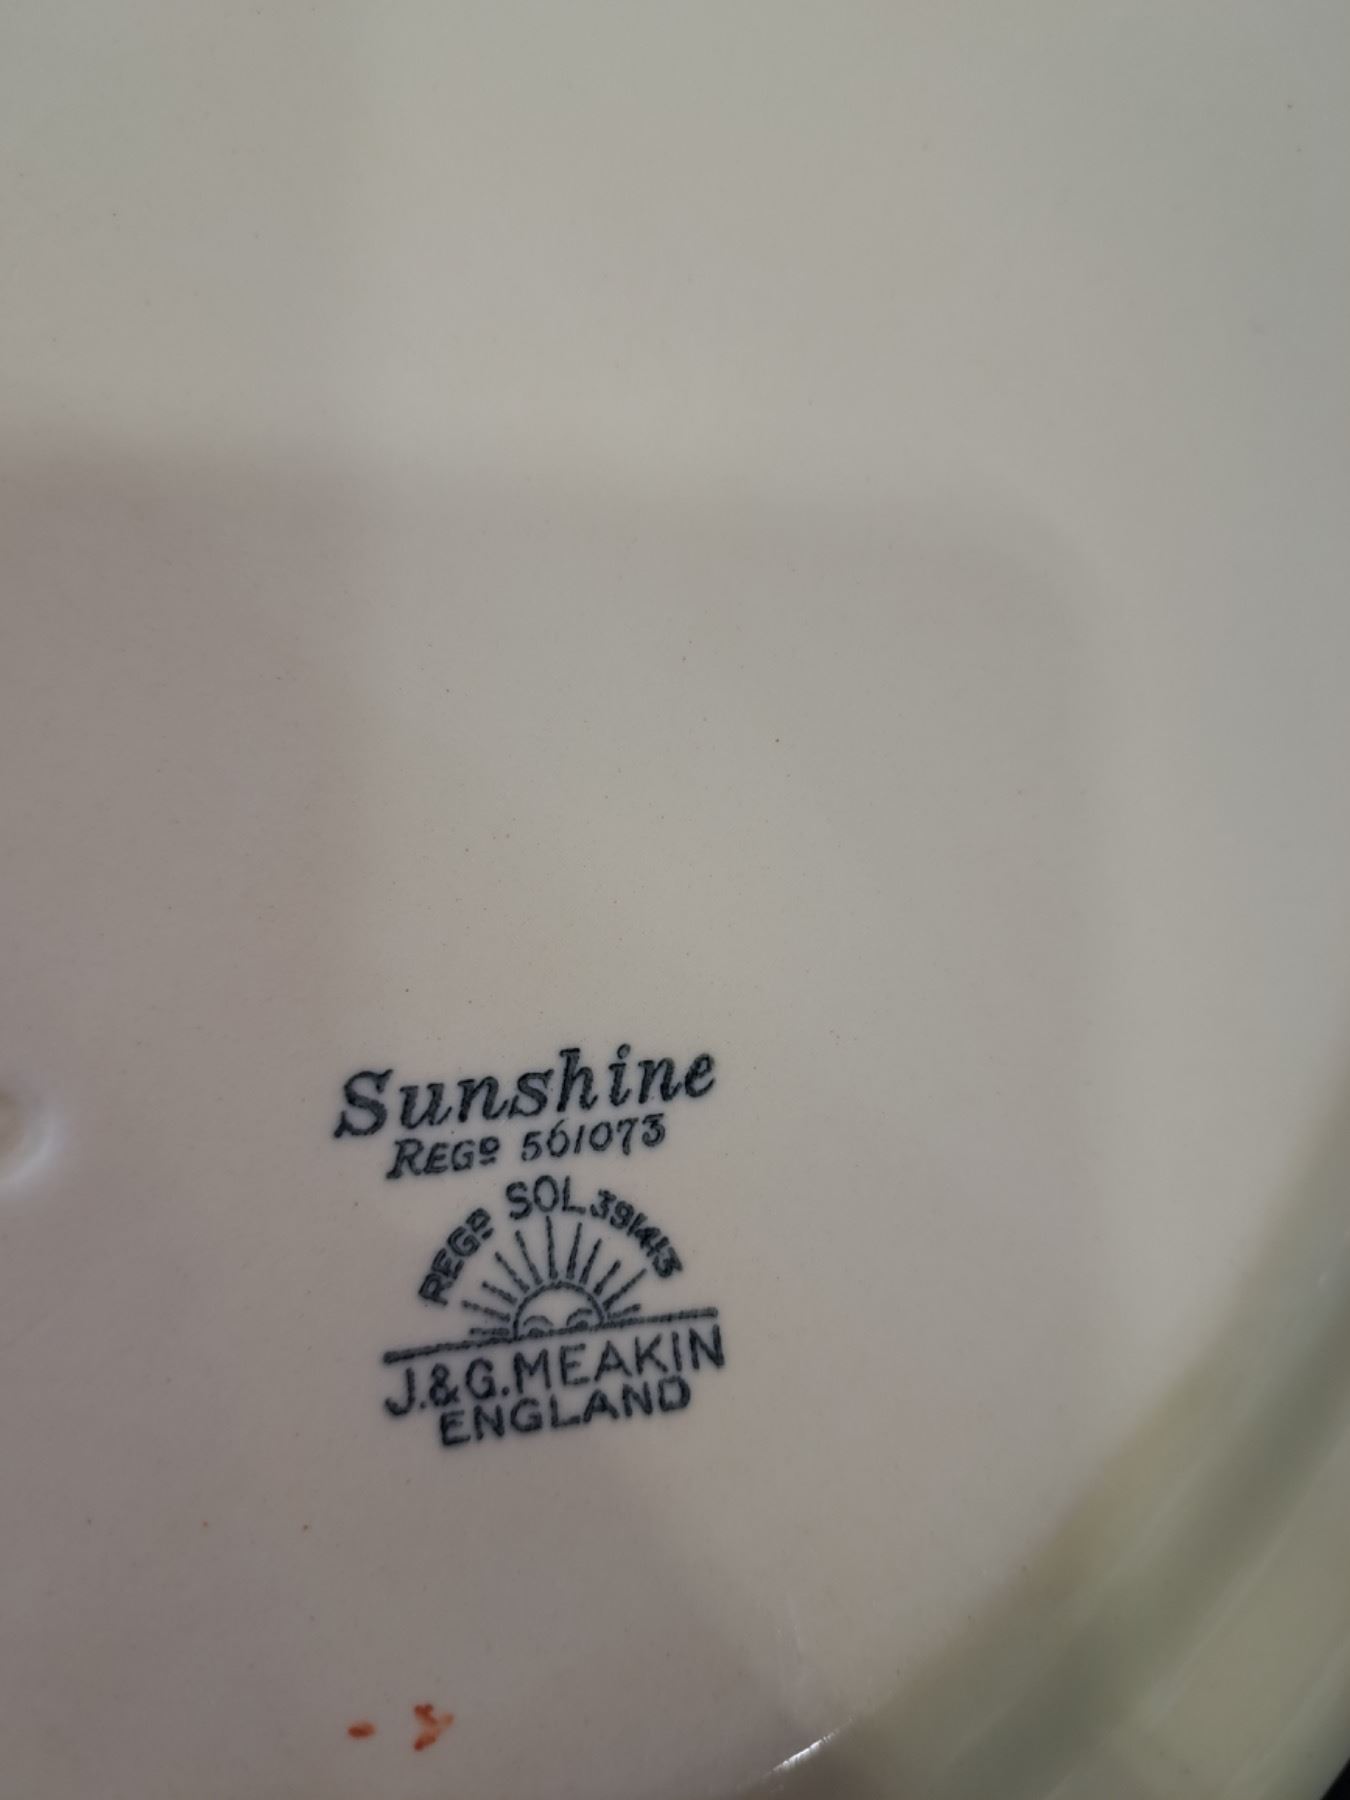 Sunshine
REGD 561073
REGD SOL 391413
J.&G. MEAKIN
ENGLAND